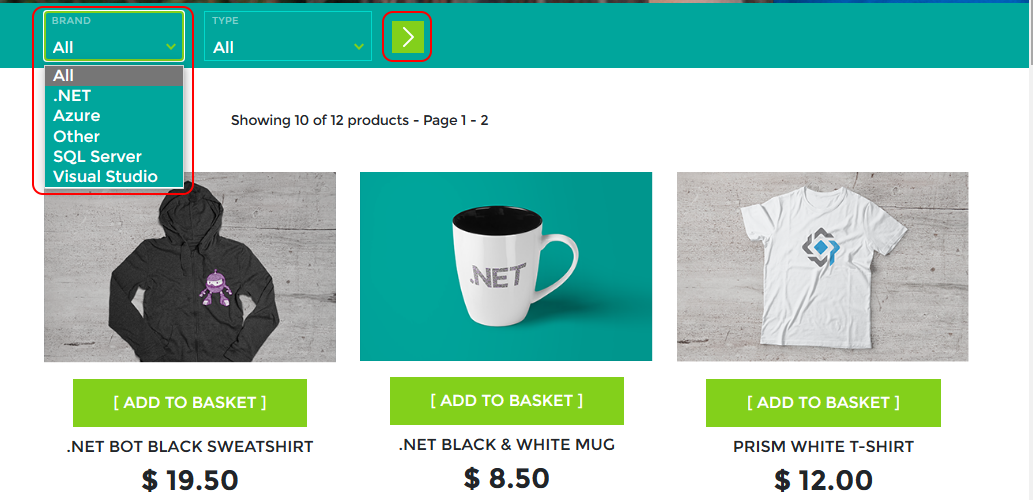 BRAND
All
TYPE
All
All
.NET
Azure
Other
SQL Server
Visual Studio
Showing 10 of 12 products - Page 1 - 2
.NET
[ ADD TO BASKET ]
[ ADD TO BASKET ]
[ ADD TO BASKET ]
.NET BOT BLACK SWEATSHIRT
.NET BLACK & WHITE MUG
PRISM WHITE T-SHIRT
$ 19.50
$ 8.50
$ 12.00